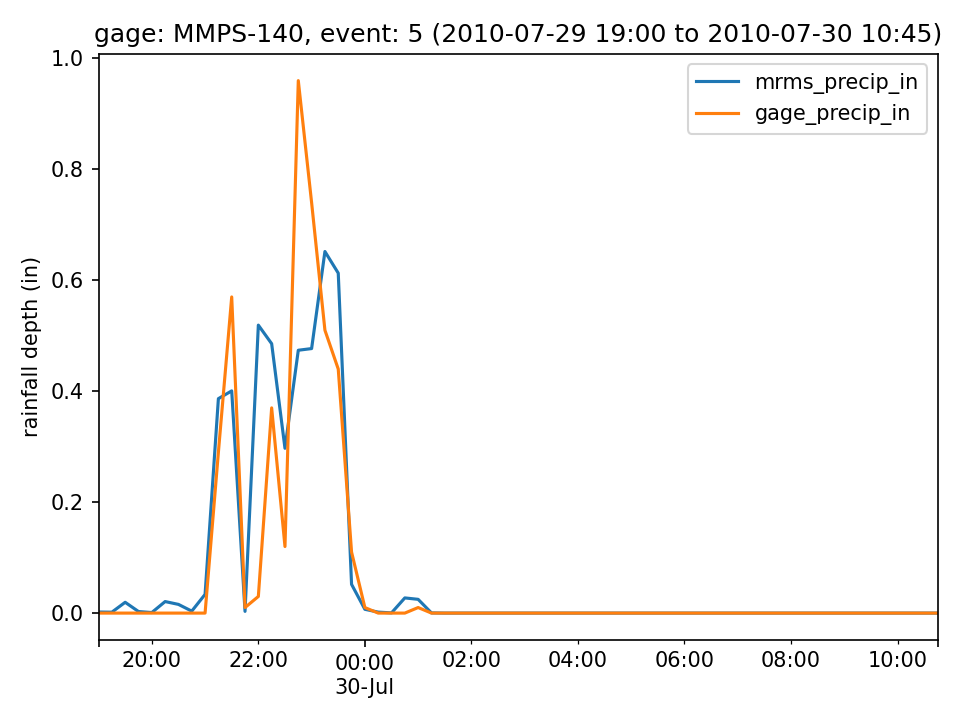 gage: MMPS-140, event: 5 (2010-07-29 19:00 to 2010-07-30 10:45)
mrms_precip_in
gage_precip_in
rainfall depth (in)
1.0
0.8
0.6
0.4
0.2
0.0
20:00 22:00 00:00 02:00 04:00 06:00 08:00 10:00
30-Jul